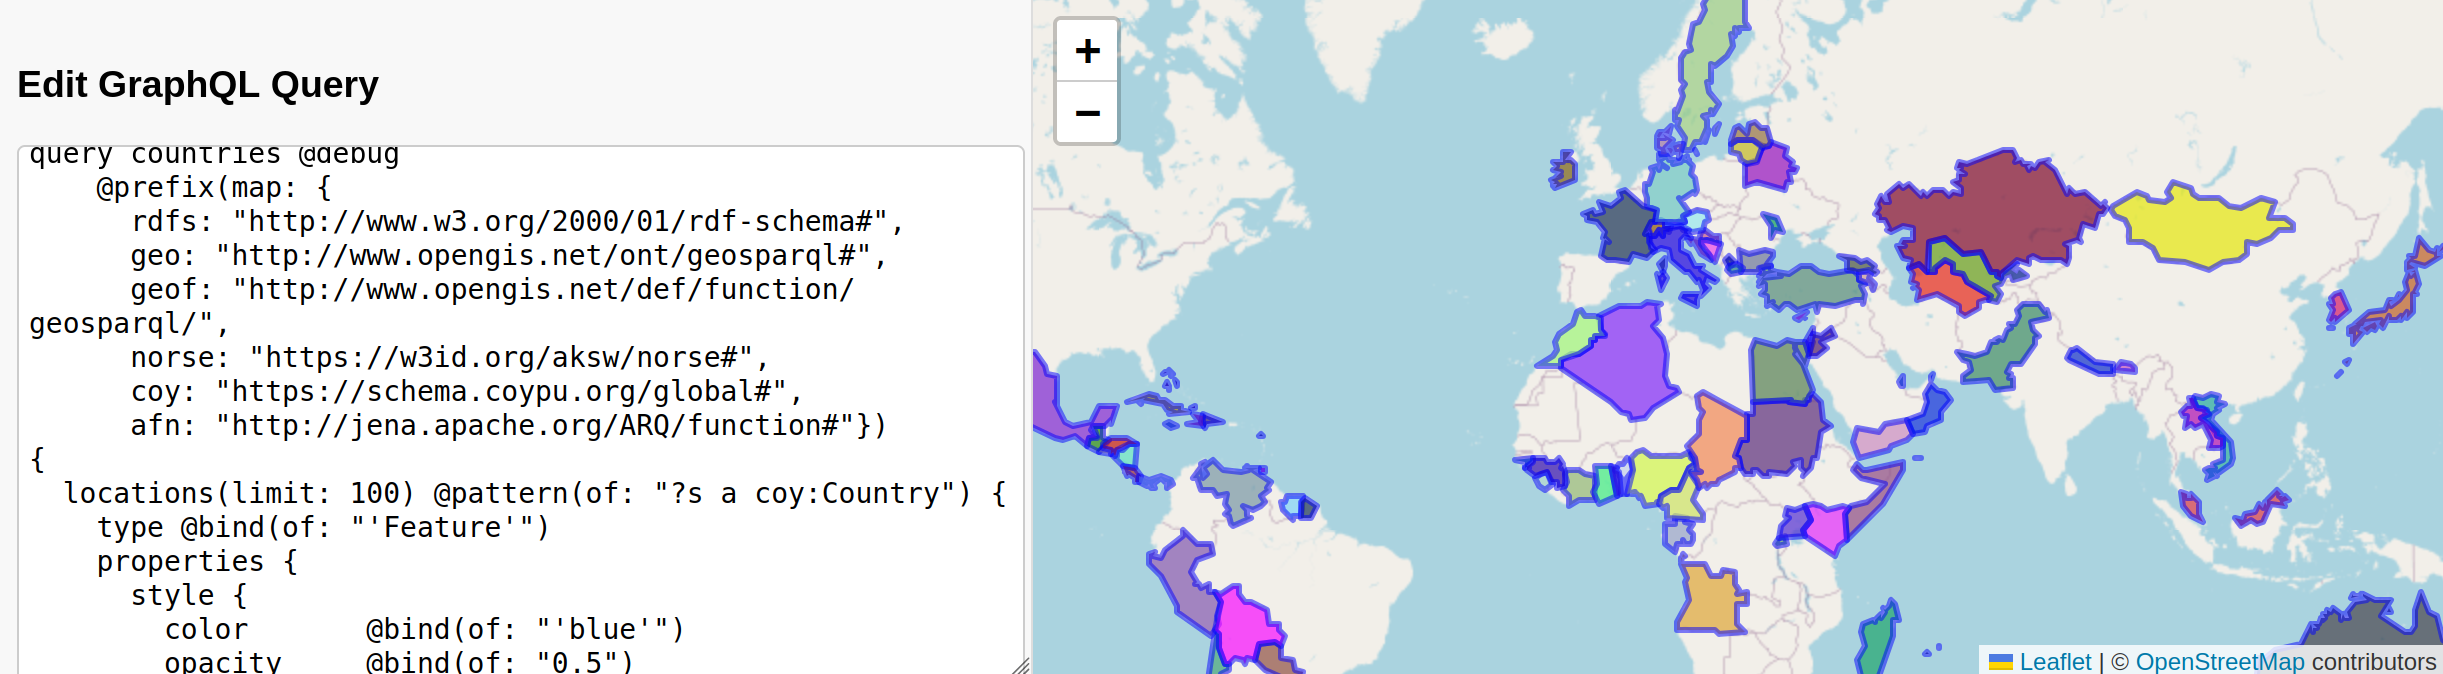 Edit GraphQL Query
query countries @debug
    @prefix(map: {
      rdfs: "http://www.w3.org/2000/01/rdf-schema#",
      geo: "http://www.opengis.net/ont/geosparql#",
      geof: "http://www.opengis.net/def/function/
geosparql/",
      norse: "https://w3id.org/aksw/norse#",
      coy: "https://schema.coypu.org/global#",
      afn: "http://jena.apache.org/ARQ/function#"})
{
  locations(limit: 100) @pattern(of: "?s a coy:Country") {
    type @bind(of: "'Feature'")
    properties {
      style {
        color       @bind(of: "'blue'")
        opacity     @bind(of: "0.5")
+
−
Leaflet | © OpenStreetMap contributors